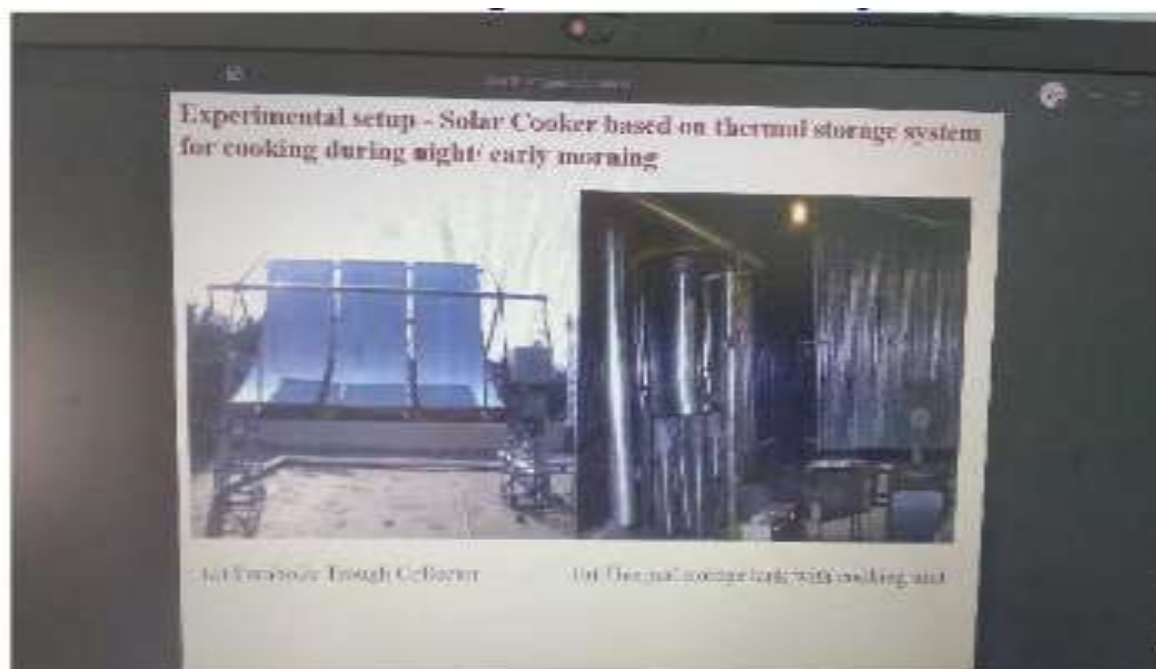 Experimental setup - Solar Cooker based on thermal storage system
for cooking during night/ early morning
(a) Parabolic Trough Collector
(b) Thermal storage tank with cooking unit